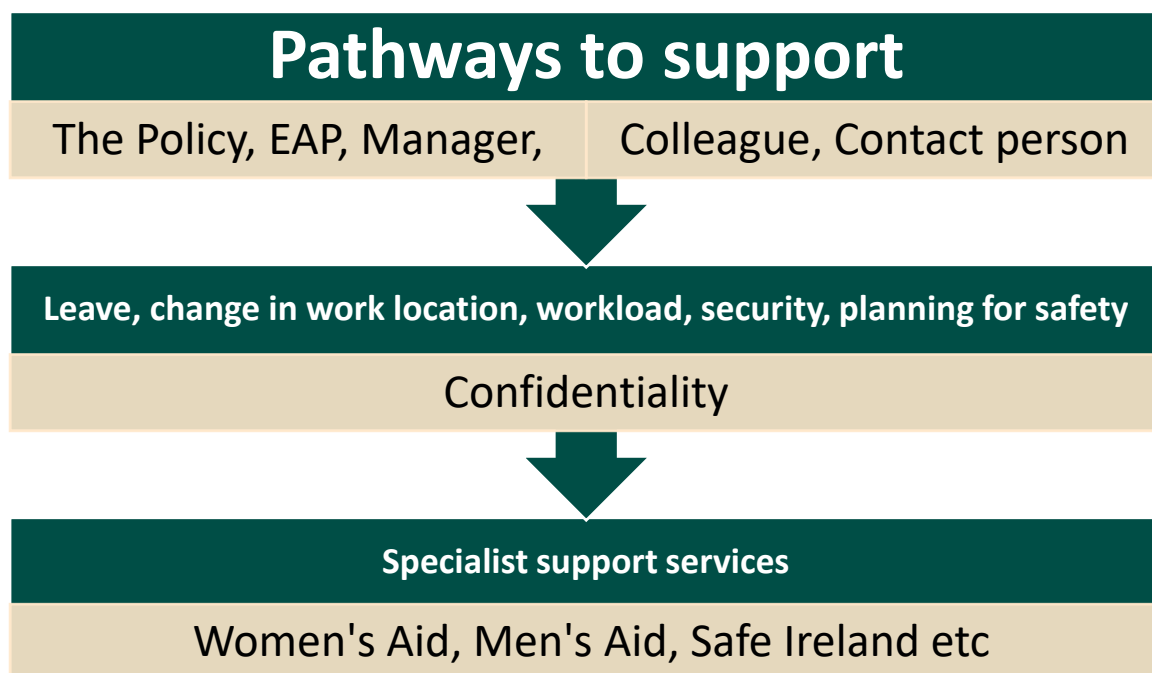 Pathways to support
The Policy, EAP, Manager,
Colleague, Contact person
Leave, change in work location, workload, security, planning for safety
Confidentiality
Specialist support services
Women's Aid, Men's Aid, Safe Ireland etc